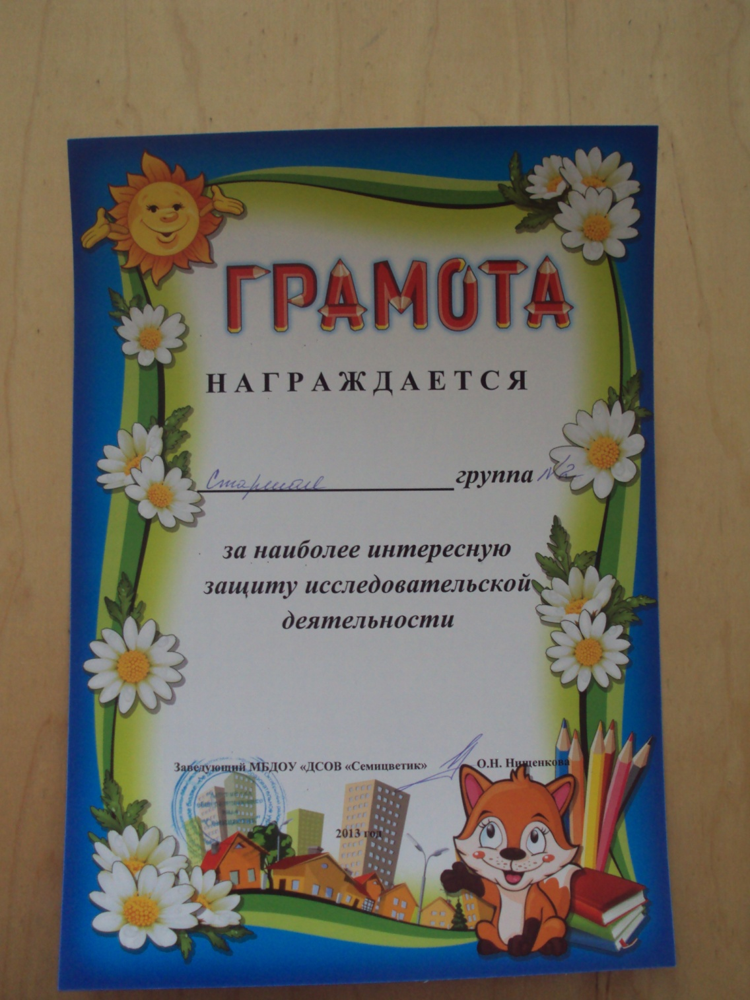 ГРАМОТА
НАГРАЖДАЕТСЯ
Старшая группа №2
за наиболее интересную
защиту исследовательской
деятельности
Заведующий МБДОУ «ДСОВ «Семицветик» О.Н. Нищенкова
2013 год